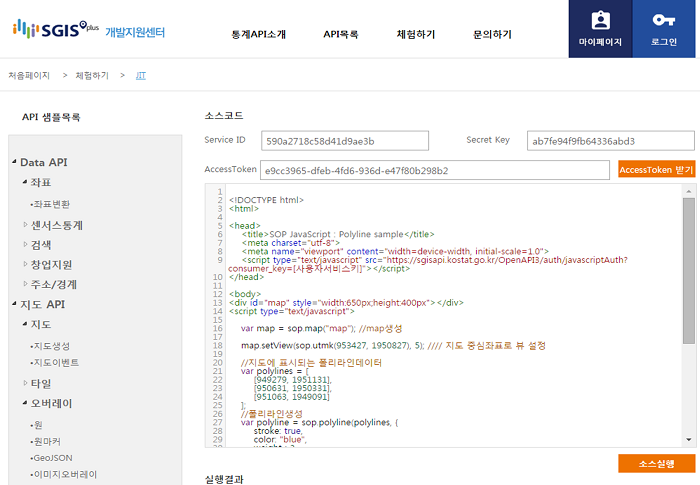 SGIS plus 개발지원센터
통계API소개 API목록 체험하기 문의하기 마이페이지 로그인
처음페이지 > 체험하기 >
API 샘플목록
Data API
좌표
•좌표변환
센서스통계
검색
창업지원
주소/경계
지도 API
지도
•지도생성
•지도이벤트
타일
오버레이
•원
•원마커
•GeoJSON
•이미지오버레이
소스코드
Service ID 590a2718c58d41d9ae3b Secret Key ab7fe94f9fb64336abd3
AccessToken e9cc3965-dfeb-4fd6-936d-e47f80b298b2 AccessToken 받기
1
2 <!DOCTYPE html>
3 <html>
4
5 <head>
6 <title>SOP JavaScript : Polyline sample</title>
7 <meta charset="utf-8">
8 <meta name="viewport" content="width=device-width, initial-scale=1.0">
9 <script type="text/javascript" src="https://sgisapi.kostat.go.kr/OpenAPI3/auth/javascriptAuth?
consumer_key=[사용자서비스키]"></script>
10 </head>
11
12 <body>
13 <div id="map" style="width:650px;height:400px"></div>
14 <script type="text/javascript">
15
16 var map = sop.map("map"); //map생성
17
18 map.setView(sop.utmk(953427, 1950827), 5); //// 지도 중심좌표로 뷰 설정
19
20 //지도에 표시되는 폴리라인데이터
21 var polylines = [
22 [949279, 1951131],
23 [950631, 1950331],
24 [951063, 1949091]
25 ];
26 //폴리라인생성
27 var polyline = sop.polyline(polylines, {
28 stroke: true,
29 color: "blue",
소스실행
실행결과